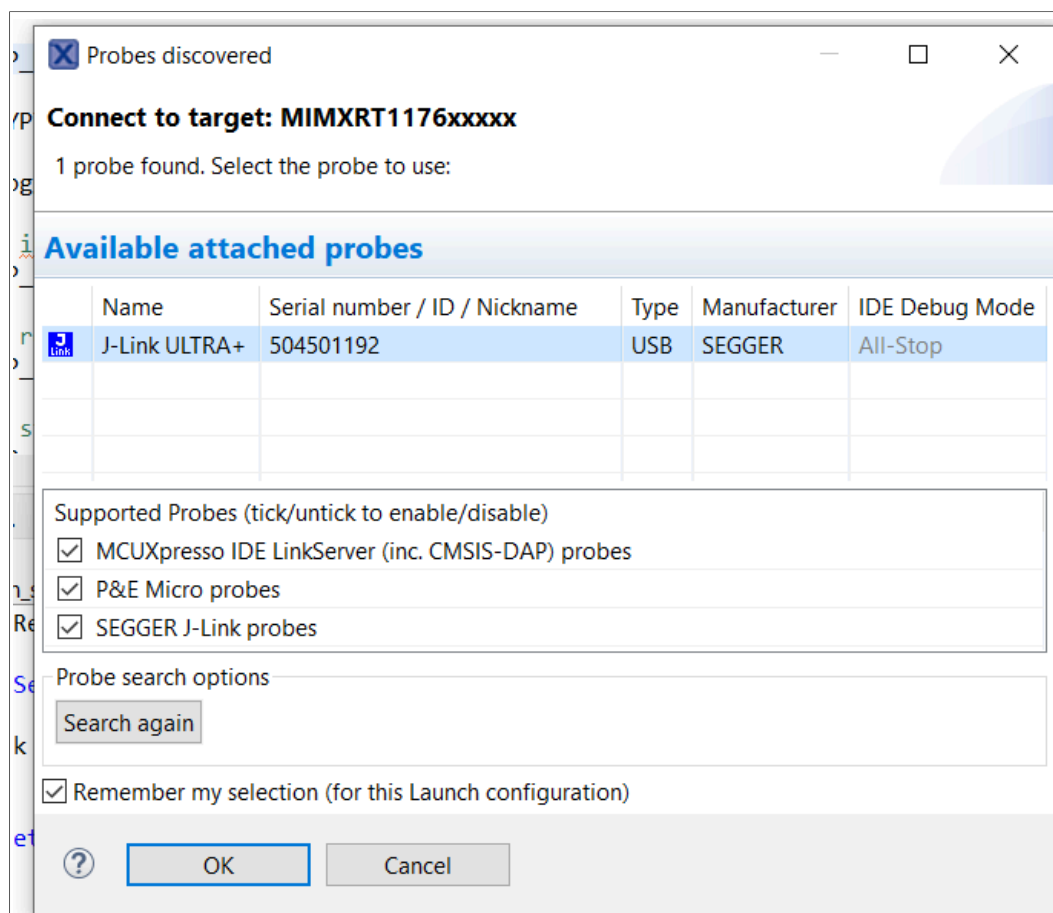 Probes discovered
Connect to target: MIMXRT1176xxxxx
1 probe found. Select the probe to use:
Available attached probes
Name Serial number / ID / Nickname Type Manufacturer IDE Debug Mode
J-Link ULTRA+ 504501192 USB SEGGER All-Stop
Supported Probes (tick/untick to enable/disable)
MCUXpresso IDE LinkServer (inc. CMSIS-DAP) probes
P&E Micro probes
SEGGER J-Link probes
Probe search options
Search again
Remember my selection (for this Launch configuration)
? OK Cancel